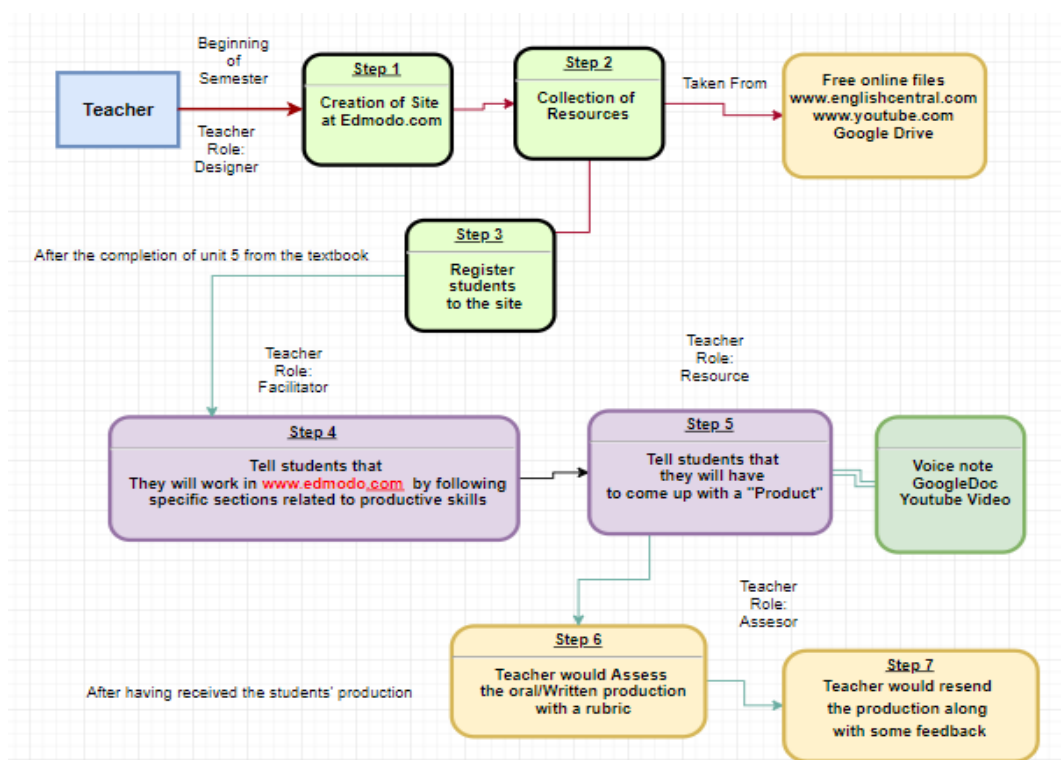 Beginning
of
Semester
Teacher
Teacher
Role:
Designer
Step 1
Creation of Site
at Edmodo.com
Step 2
Collection of
Resources
Taken From
Free online files
www.englishcentral.com
www.youtube.com
Google Drive
Step 3
Register
students
to the site
After the completion of unit 5 from the textbook
Teacher
Role:
Facilitator
Teacher
Role:
Resource
Step 4
Tell students that
They will work in www.edmodo.com by following
specific sections related to productive skills
Step 5
Tell students that
they will have
to come up with a "Product"
Voice note
GoogleDoc
Youtube Video
Teacher
Role:
Assesor
Step 6
Teacher would Assess
the oral/Written production
with a rubric
After having received the students' production
Step 7
Teacher would resend
the production along
with some feedback